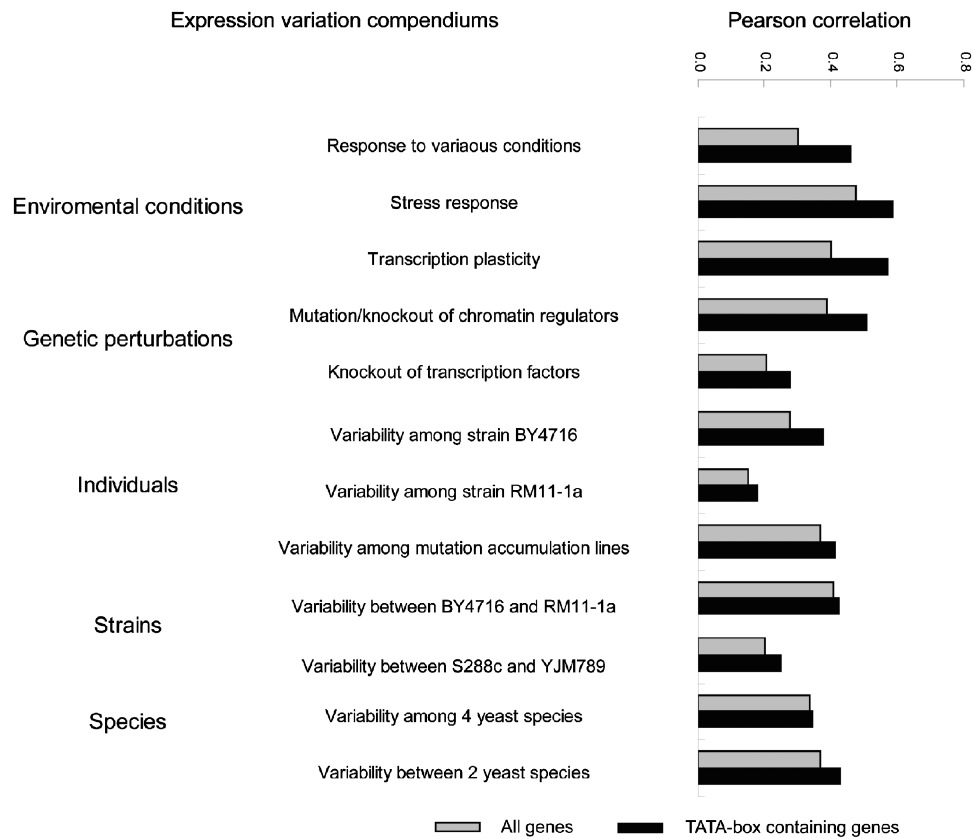 Expression variation compendiums
Pearson correlation
0.0 0.2 0.4 0.6 0.8
Response to variaous conditions
Enviromental conditions
Stress response
Transcription plasticity
Mutation/knockout of chromatin regulators
Genetic perturbations
Knockout of transcription factors
Variability among strain BY4716
Individuals
Variability among strain RM11-1a
Variability among mutation accumulation lines
Variability between BY4716 and RM11-1a
Strains
Variability between S288c and YJM789
Species
Variability among 4 yeast species
Variability between 2 yeast species
All genes
TATA-box containing genes